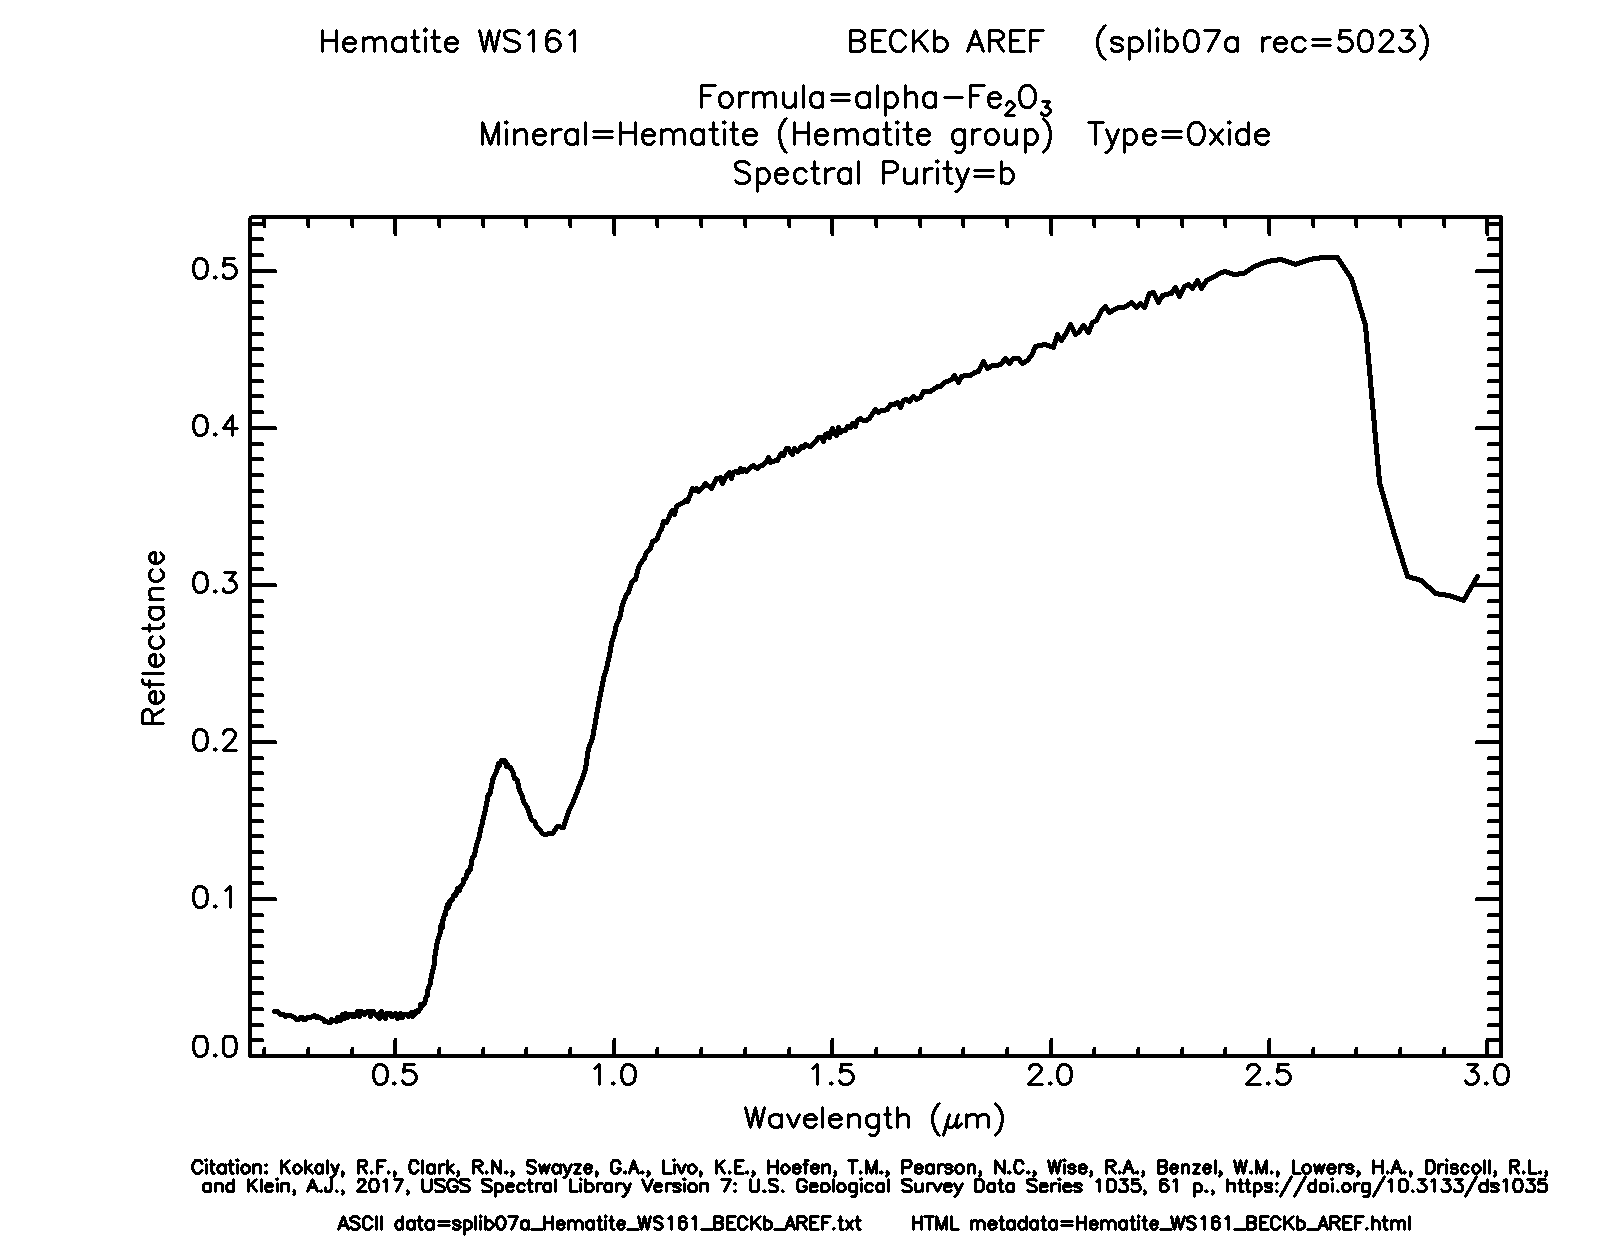 Hematite WS161 BECKb AREF (splib07a rec=5023)
Formula=alpha-Fe2O3
Mineral=Hematite (Hematite group) Type=Oxide
Spectral Purity=b
0.5
0.4
0.3
0.2
0.1
0.0
Reflectance
0.5 1.0 1.5 2.0 2.5 3.0
Wavelength (μm)
Citation: Kokaly, R.F., Clark, R.N., Swayze, G.A., Livo, K.E., Hoefen, T.M., Pearson, N.C., Wise, R.A., Benzel, W.M., Lowers, H.A., Driscoll, R.L.,
and Klein, A.J., 2017, USGS Spectral Library Version 7: U.S. Geological Survey Data Series 1035, 61 p., https://doi.org/10.3133/ds1035
ASCII data=splib07a_Hematite_WS161_BECKb_AREF.txt HTML metadata=Hematite_WS161_BECKb_AREF.html